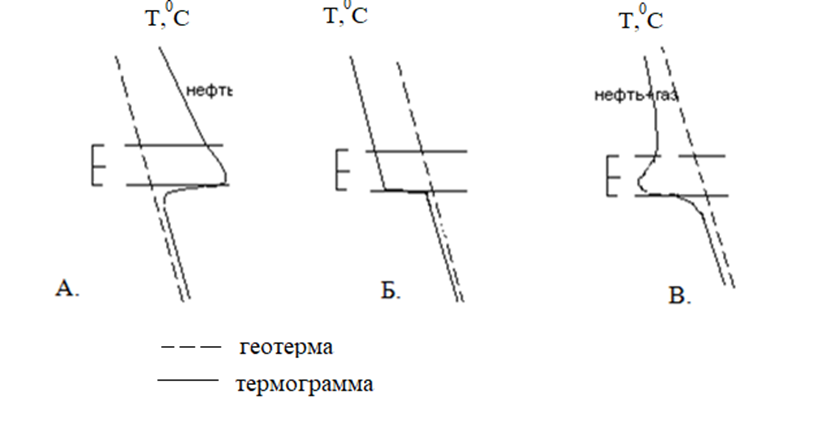 T,⁰C T,⁰C T,⁰C
нефть
нефть+газ
А. Б. В.
геотерма
термограмма